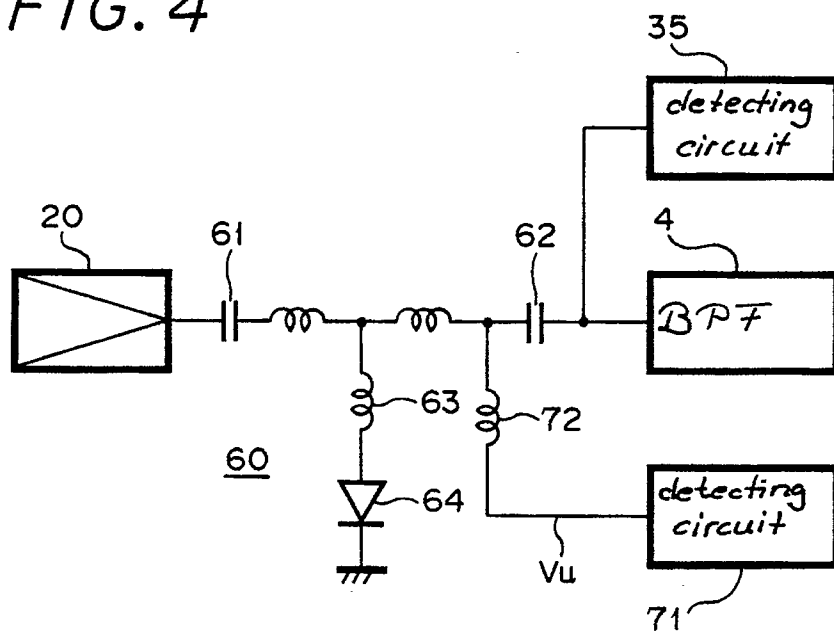 FIG. 4
35
detecting
circuit
20
61
62
4
BPF
63
72
60
64
detecting
circuit
Vu
71